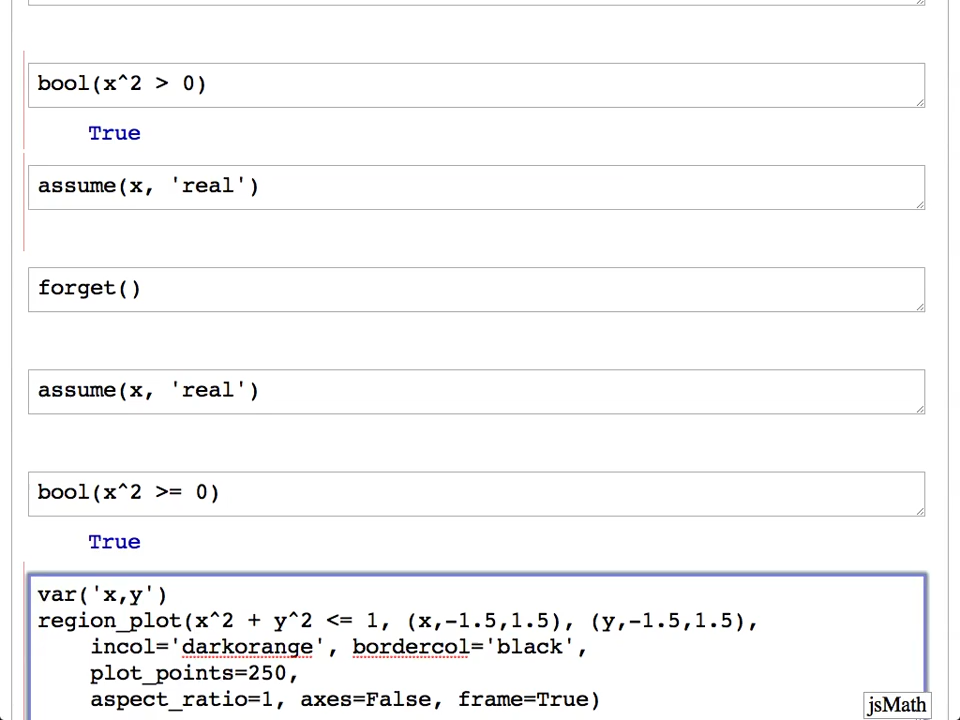 bool(x^2 > 0)
True
assume(x, 'real')
forget()
assume(x, 'real')
bool(x^2 >= 0)
True
var('x,y')
region_plot(x^2 + y^2 <= 1, (x,-1.5,1.5), (y,-1.5,1.5),
    incol='darkorange', bordercol='black',
    plot_points=250,
    aspect_ratio=1, axes=False, frame=True)
jsMath